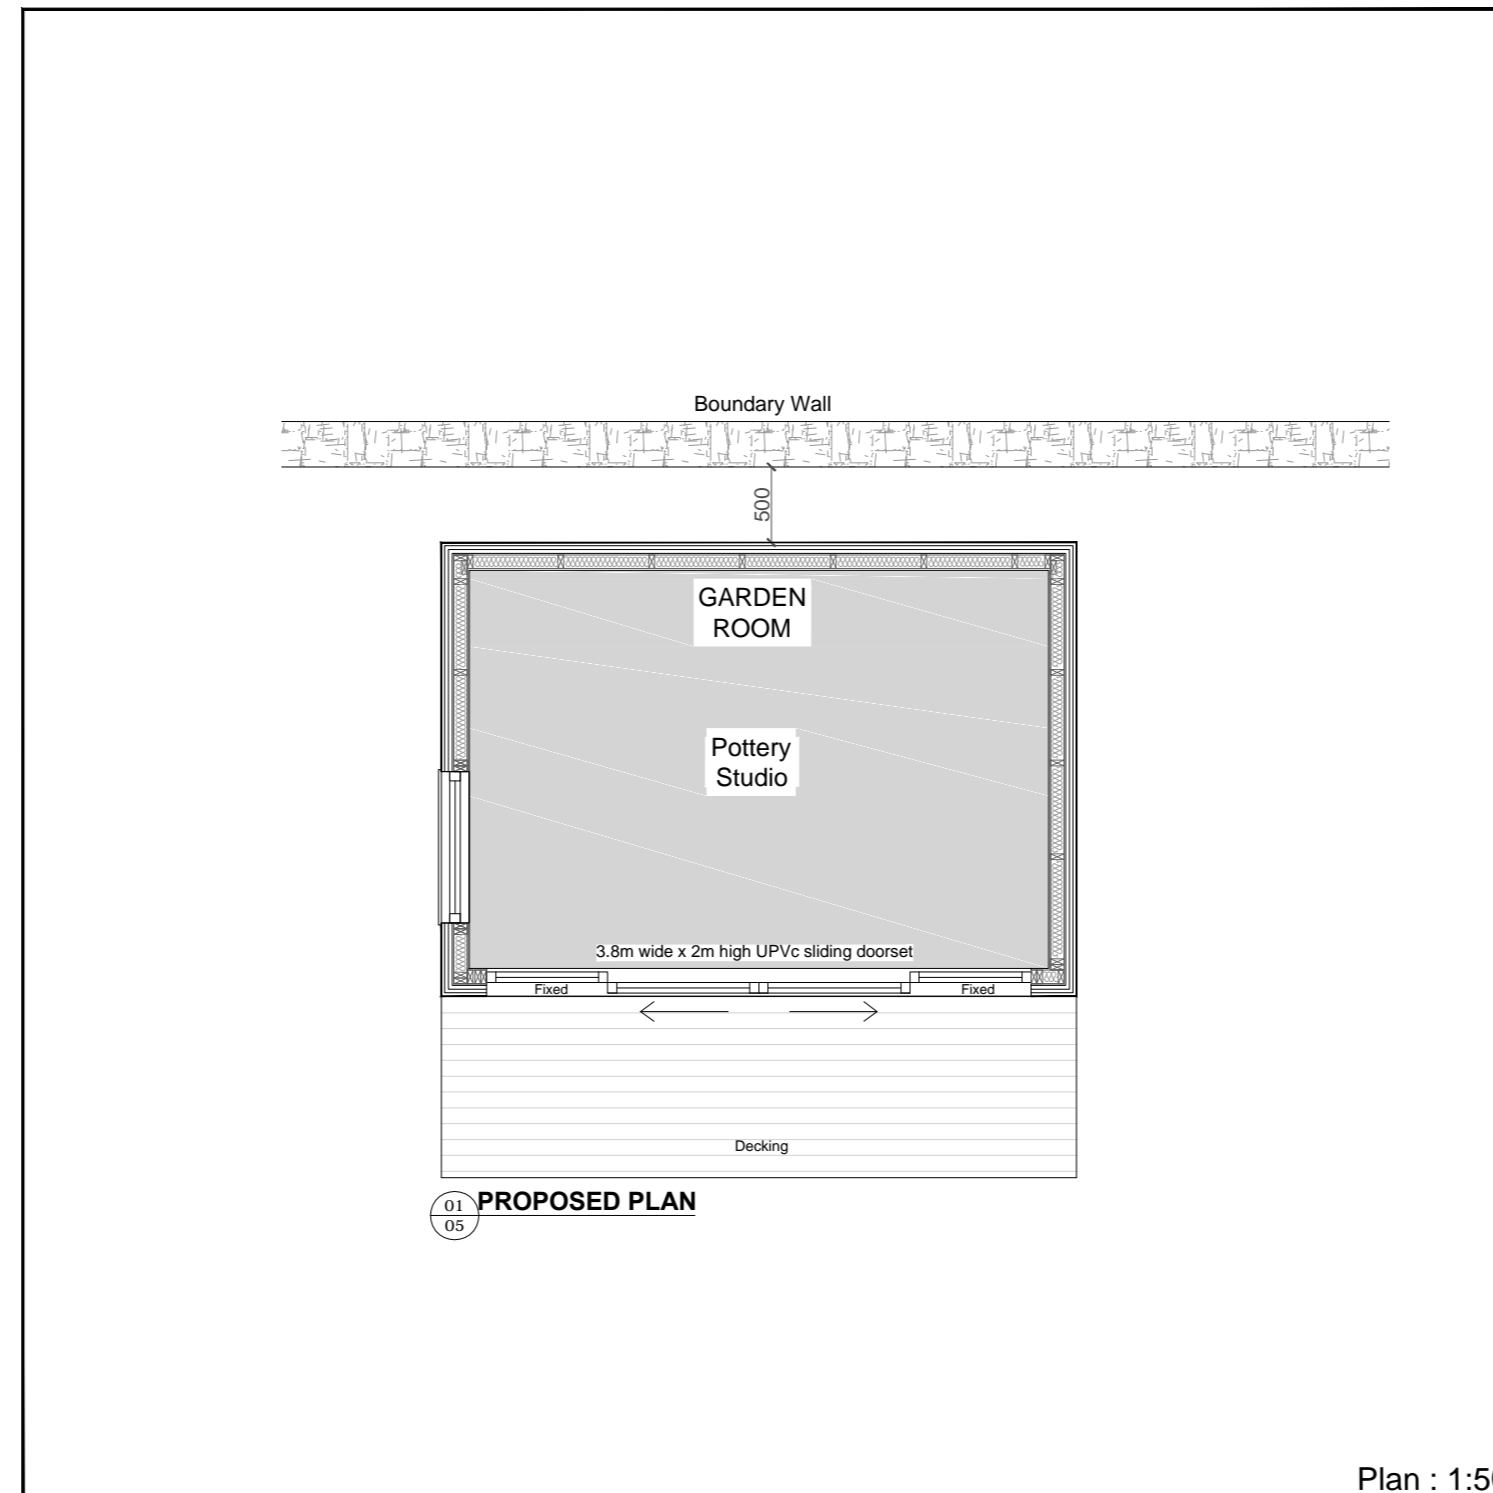 Boundary Wall
500
GARDEN
ROOM
Pottery
Studio
3.8m wide x 2m high UPVc sliding doorset
Fixed
Fixed
Decking
01
PROPOSED PLAN
05
Plan : 1:5